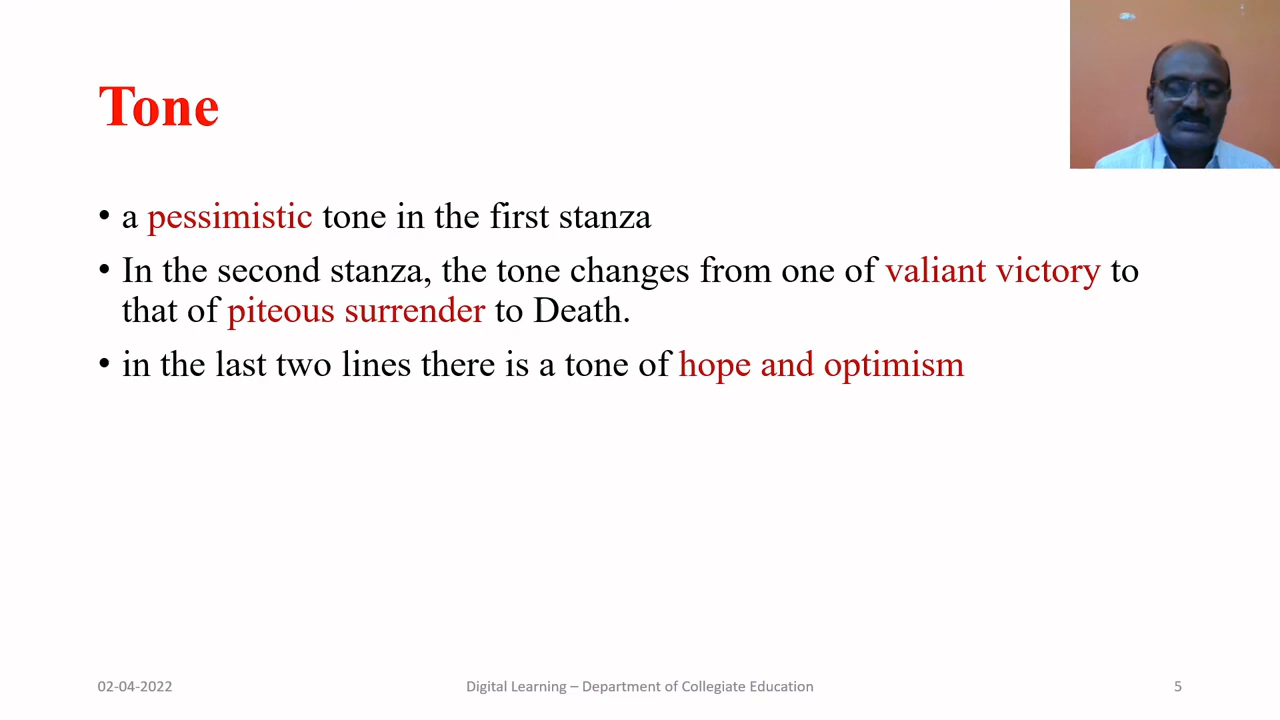 Tone
• a pessimistic tone in the first stanza
• In the second stanza, the tone changes from one of valiant victory to
that of piteous surrender to Death.
• in the last two lines there is a tone of hope and optimism
02-04-2022
Digital Learning – Department of Collegiate Education
5